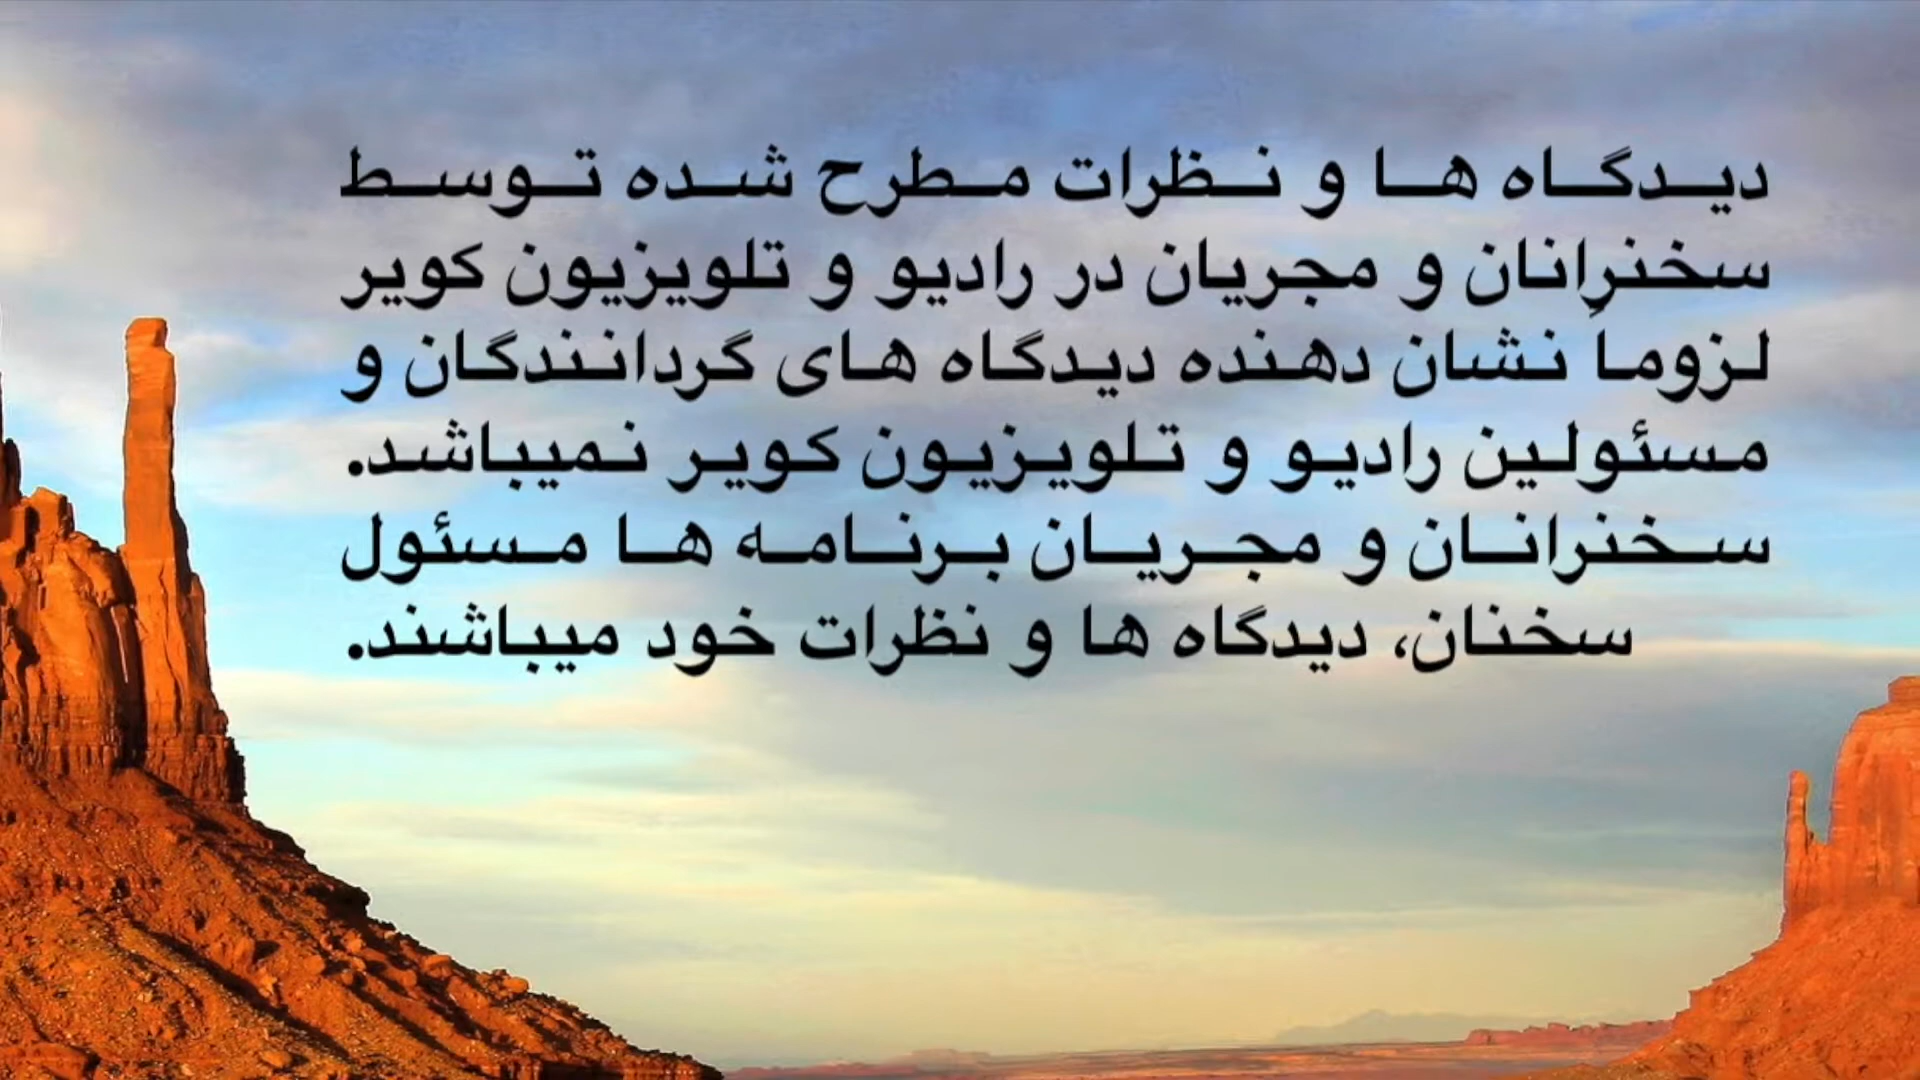 دیدگاه ها و نظرات مطرح شده توسط
سخنرانان و مجریان در رادیو و تلویزیون کویر
لزوماً نشان دهنده دیدگاه های گردانندگان و
مسئولین رادیو و تلویزیون کویر نمیباشد.
سخنرانان و مجریان برنامه ها مسئول
سخنان، دیدگاه ها و نظرات خود میباشند.